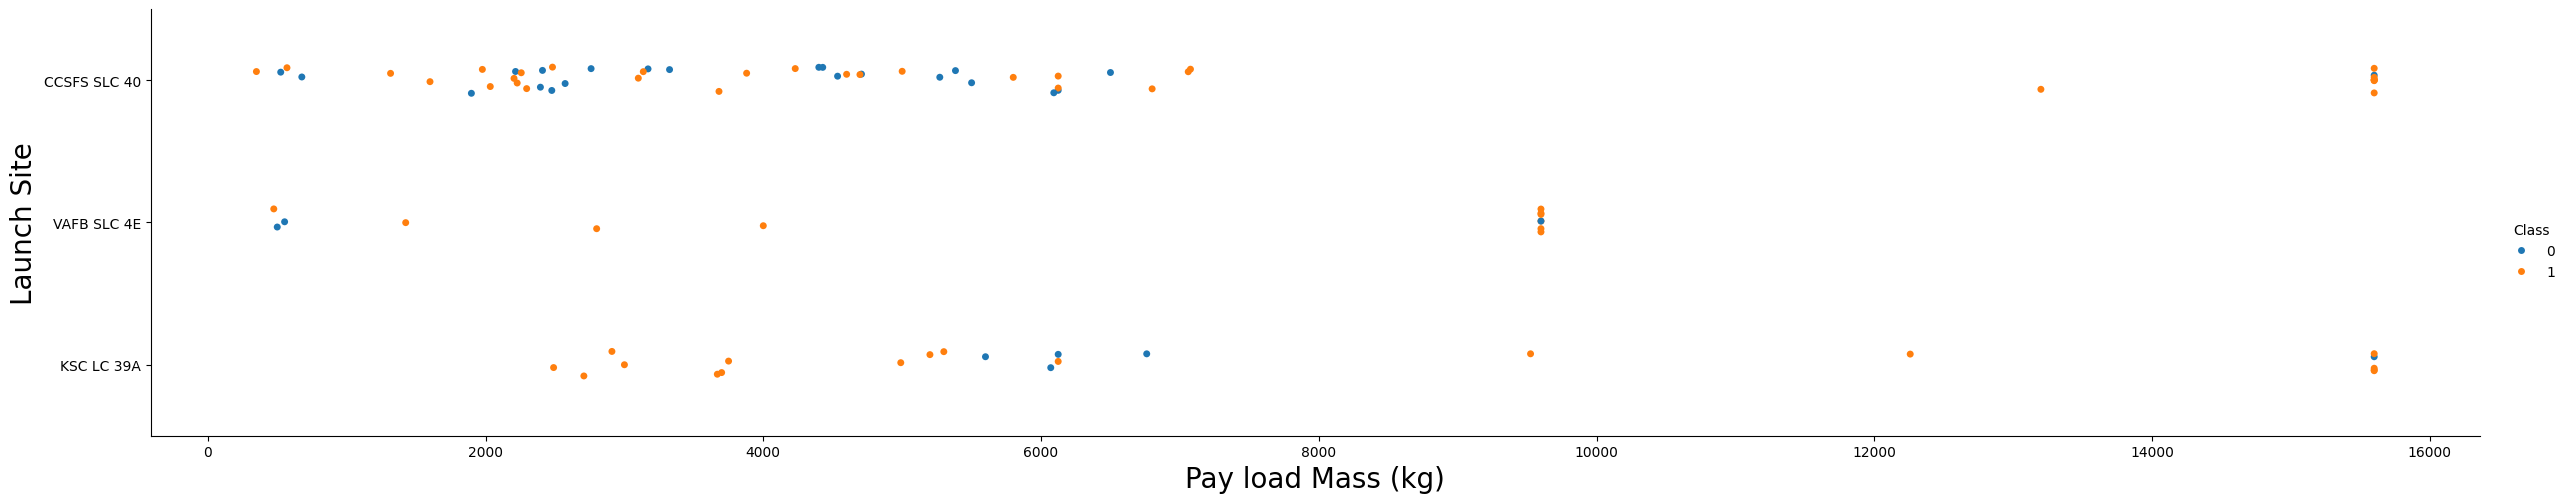 Launch Site
CCSFS SLC 40
VAFB SLC 4E
KSC LC 39A
0 2000 4000 6000 8000 10000 12000 14000 16000
Pay load Mass (kg)
Class
0
1